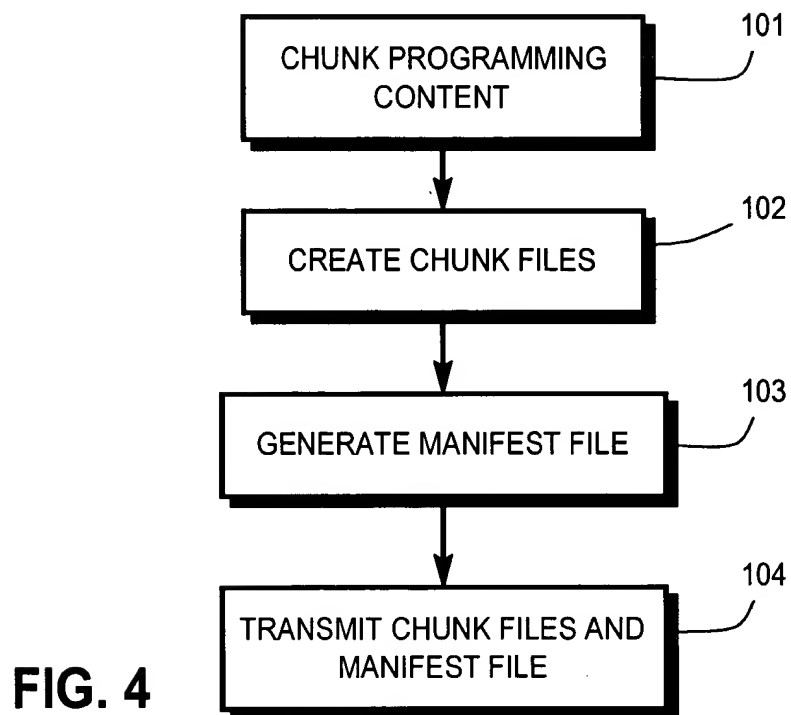 101
CHUNK PROGRAMMING
CONTENT
102
CREATE CHUNK FILES
103
GENERATE MANIFEST FILE
104
TRANSMIT CHUNK FILES AND
MANIFEST FILE
FIG. 4